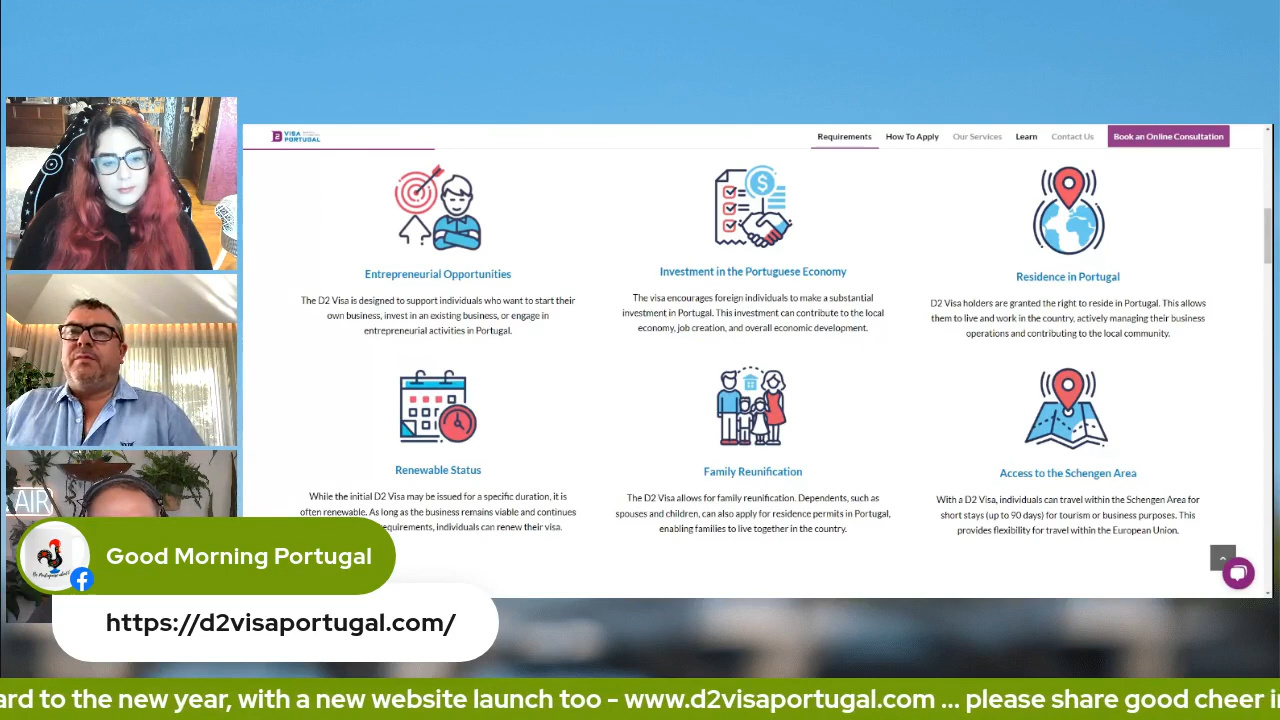 VISA
PORTUGAL
Requirements
How To Apply
Our Services
Learn
Contact Us
Book an Online Consultation
Entrepreneurial Opportunities
The D2 Visa is designed to support individuals who want to start their
own business, invest in an existing business, or engage in
entrepreneurial activities in Portugal.
Investment in the Portuguese Economy
The visa encourages foreign individuals to make a substantial
investment in Portugal. This investment can contribute to the local
economy, job creation, and overall economic development.
Residence in Portugal
D2 Visa holders are granted the right to reside in Portugal. This allows
them to live and work in the country, actively managing their business
operations and contributing to the local community.
Renewable Status
While the initial D2 Visa may be issued for a specific duration, it is
often renewable. As long as the business remains viable and continues
requirements, individuals can renew their visa.
Family Reunification
The D2 Visa allows for family reunification. Dependents, such as
spouses and children, can also apply for residence permits in Portugal,
enabling families to live together in the country.
Access to the Schengen Area
With a D2 Visa, individuals can travel within the Schengen Area for
short stays (up to 90 days) for tourism or business purposes. This
provides flexibility for travel within the European Union.
AIR
Good Morning Portugal
https://d2visaportugal.com/
ard to the new year, with a new website launch too - www.d2visaportugal.com ... please share good cheer i